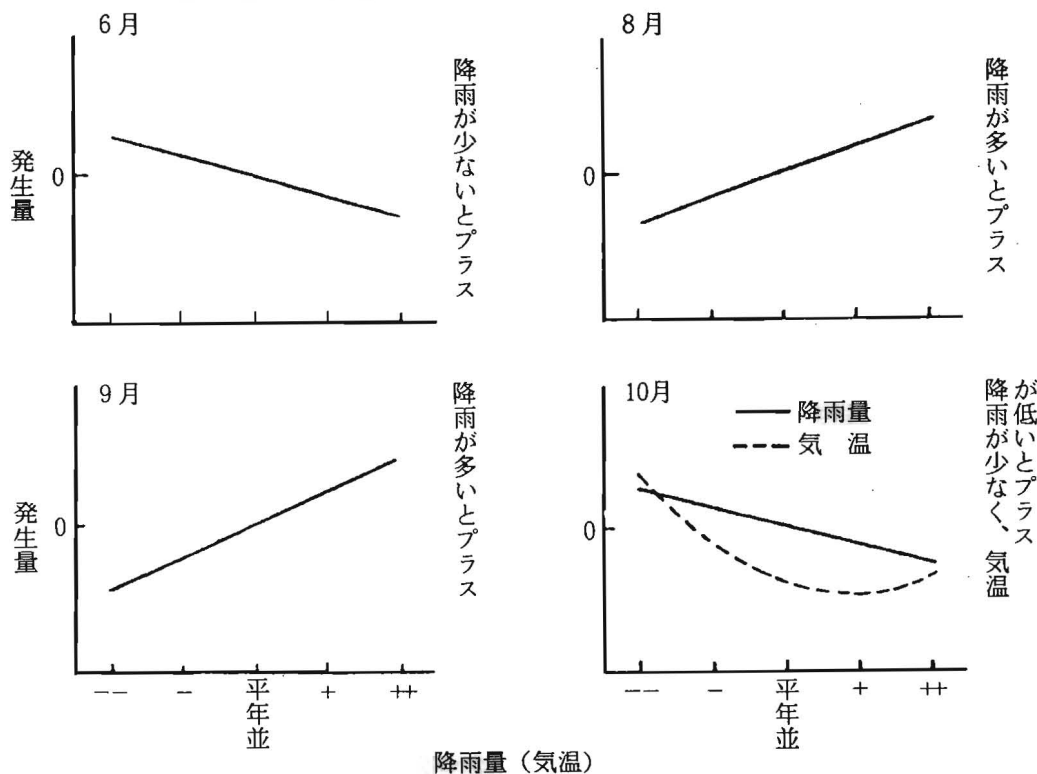 6月
発生量
0
降雨が少ないとプラス
8月
0
降雨が多いとプラス
9月
発生量
0
降雨が多いとプラス
-- - 平年並 + ++
10月
降雨量
気 温
0
降雨が少なく、気温
が低いとプラス
-- - 平年並 + ++
降雨量（気温）